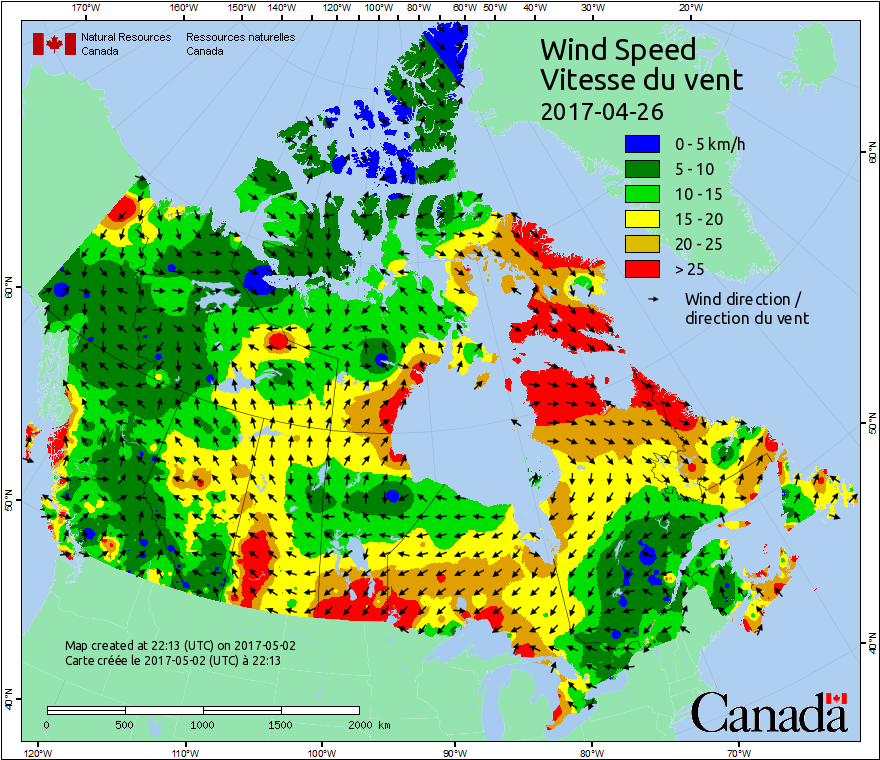 170°W 160°W 150°W 140°W 120°W 100°W 80°W 60°W 50°W 40°W 30°W 20°W
Natural Resources Ressources naturelles
Canada Canada
Wind Speed
Vitesse du vent
2017-04-26
0 - 5 km/h
5 - 10
10 - 15
15 - 20
20 - 25
> 25
Wind direction /
direction du vent
60°N 60°N
50°N 50°N
40°N 40°N
Map created at 22:13 (UTC) on 2017-05-02
Carte créée le 2017-05-02 (UTC) à 22:13
0 500 1000 1500 2000 km
Canada
120°W 110°W 100°W 90°W 80°W 70°W